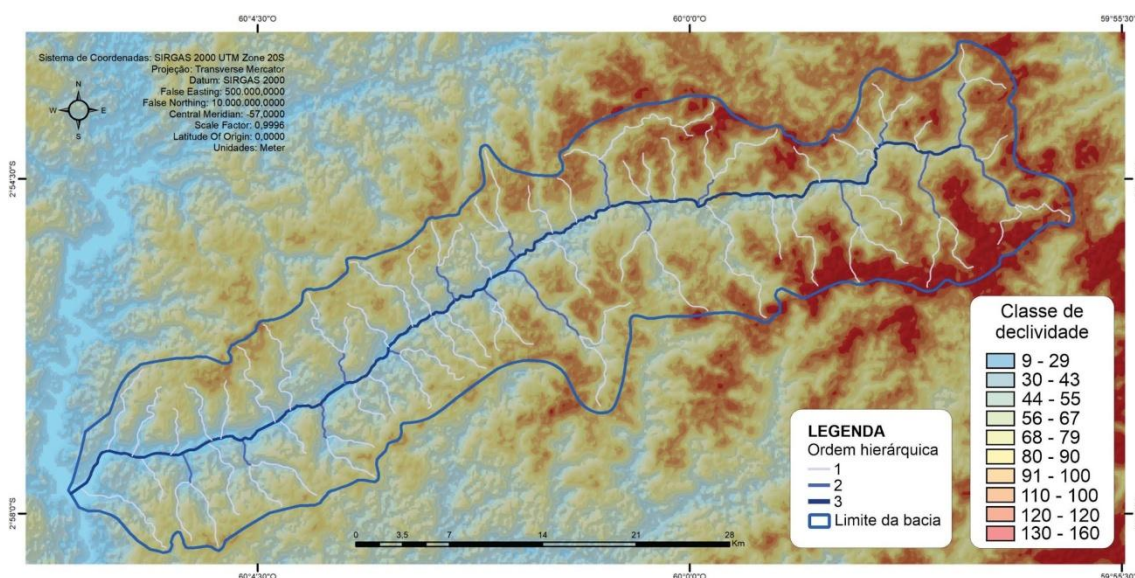 60°4'30"O
60°0'0"O
59°55'30"O
Sistema de Coordenadas: SIRGAS 2000 UTM Zone 20S
Projeção: Transverse Mercator
Datum: SIRGAS 2000
False Easting: 500.000,0000
False Northing: 10.000.000,0000
Central Meridian: -57,0000
Scale Factor: 0,9996
Latitude Of Origin: 0,0000
Unidades: Meter
N
W E
S
2°54'30"S
2°58'0"S
Classe de
declividade
9 - 29
30 - 43
44 - 55
56 - 67
68 - 79
80 - 90
91 - 100
110 - 100
120 - 120
130 - 160
LEGENDA
Ordem hierárquica
1
2
3
Limite da bacia
0 3,5 7 14 21 28
Km
60°4'30"O
60°0'0"O
59°55'30"O